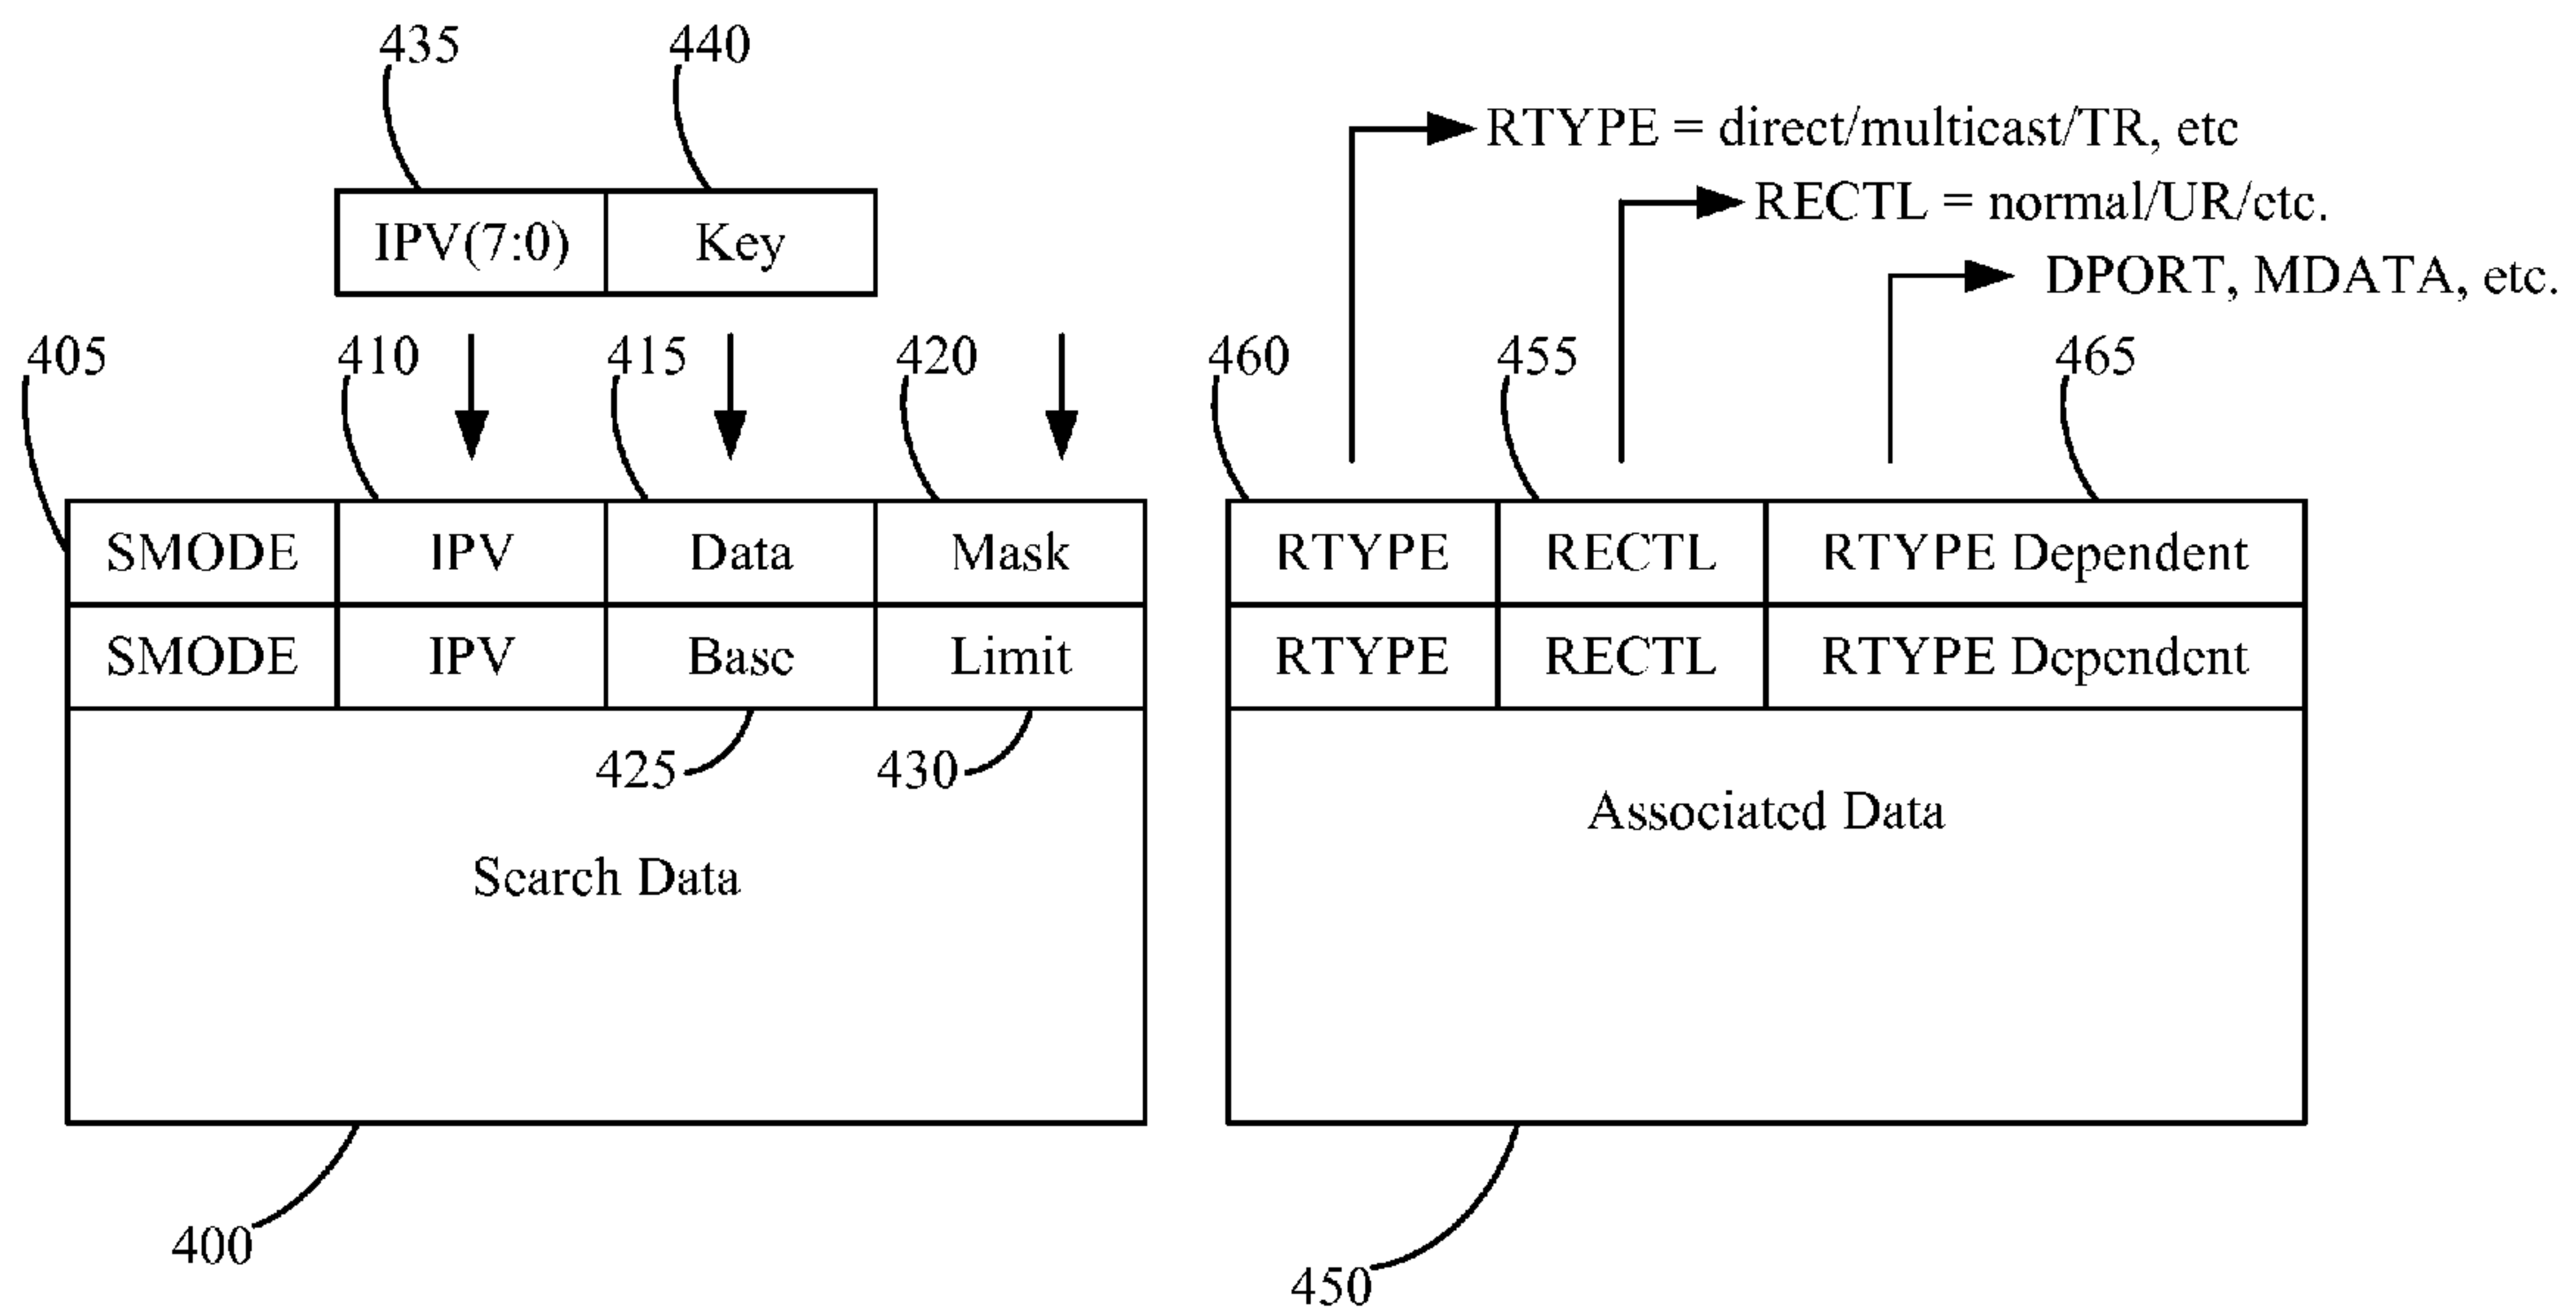 435 440
RTYPE = direct/multicast/TR, etc
RECTL = normal/UR/etc.
IPV(7:0) Key
DPORT, MDATA, etc.
405 410 415 420 460 455 465
SMODE IPV Data Mask RTYPE RECTL RTYPE Dependent
SMODE IPV Base Limit RTYPE RECTL RTYPE Dependent
425 430
Associated Data
Search Data
400
450